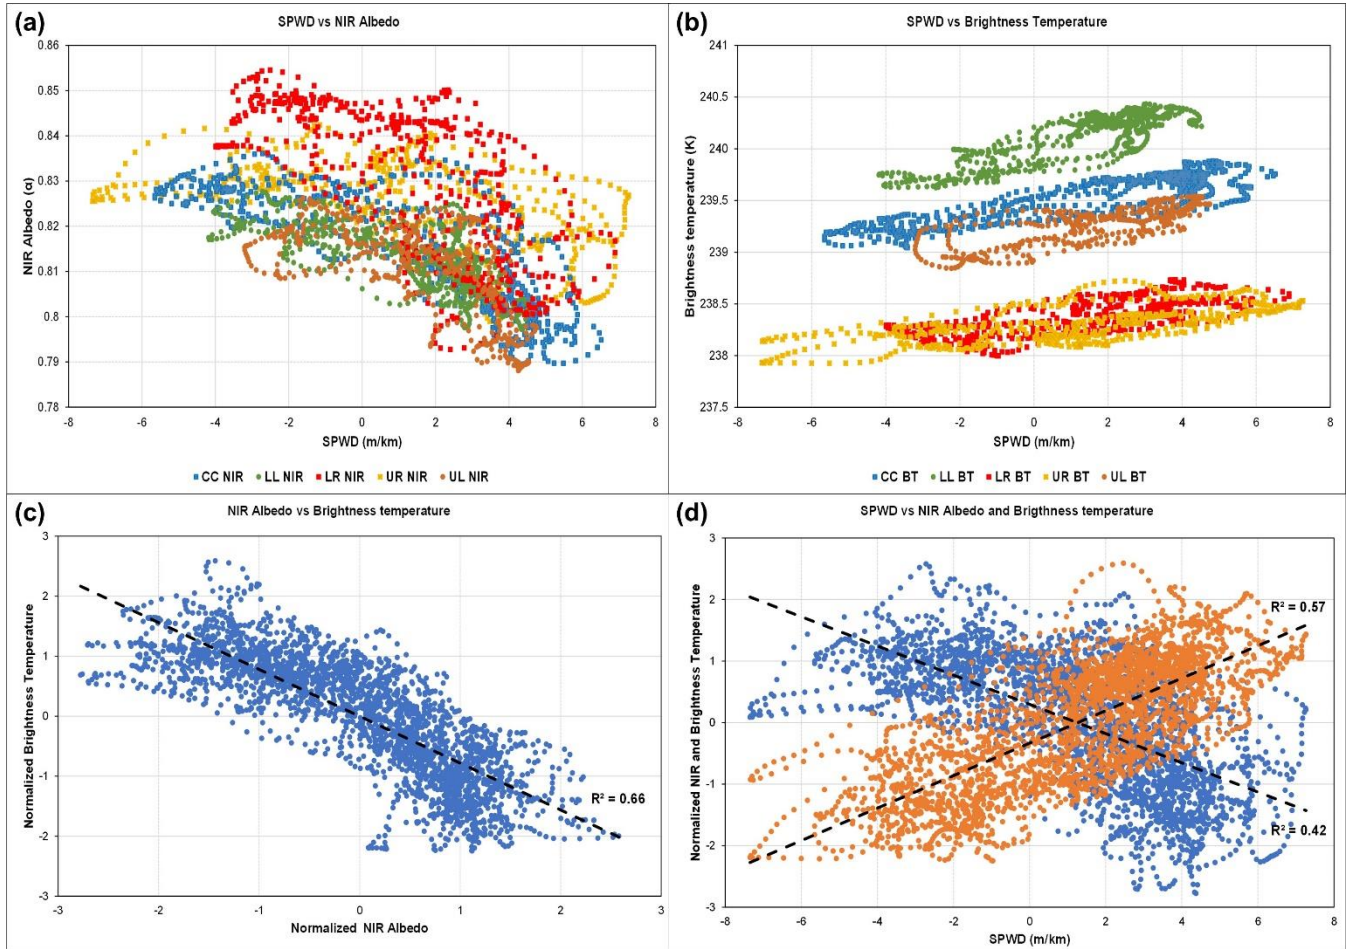 (a)
SPWD vs NIR Albedo
NIR Albedo (α)
0.86
0.85
0.84
0.83
0.82
0.81
0.8
0.79
0.78
-8 -6 -4 -2 0 2 4 6 8
SPWD (m/km)
CC NIR LL NIR LR NIR UR NIR UL NIR
(b)
SPWD vs Brightness Temperature
Brightness temperature (K)
241
240.5
240
239.5
239
238.5
238
237.5
-8 -6 -4 -2 0 2 4 6 8
SPWD (m/km)
CC BT LL BT LR BT UR BT UL BT
(c)
NIR Albedo vs Brightness temperature
Normalized Brightness Temperature
3
2
1
0
-1
-2
-3
R² = 0.66
-3 -2 -1 0 1 2 3
Normalized NIR Albedo
(d)
SPWD vs NIR Albedo and Brigthness temperature
Normalized NIR and Brightness Temperature
3
2
1
0
-1
-2
-3
R² = 0.57
R² = 0.42
-8 -6 -4 -2 0 2 4 6 8
SPWD (m/km)